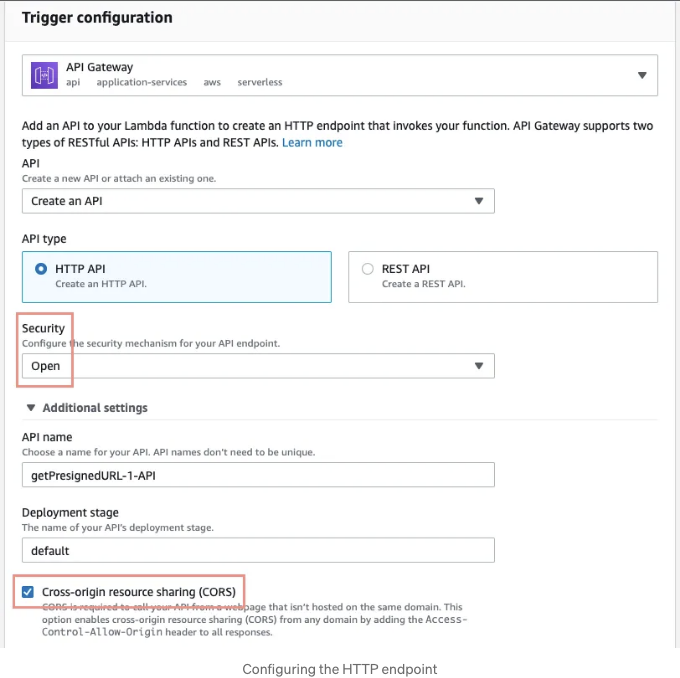 Trigger configuration
API Gateway
api application-services aws serverless
Add an API to your Lambda function to create an HTTP endpoint that invokes your function. API Gateway supports two
types of RESTful APIs: HTTP APIs and REST APIs. Learn more
API
Create a new API or attach an existing one.
Create an API
API type
HTTP API
Create an HTTP API.
REST API
Create a REST API.
Security
Configure the security mechanism for your API endpoint.
Open
Additional settings
API name
Choose a name for your API. API names don't need to be unique.
getPresignedURL-1-API
Deployment stage
The name of your API's deployment stage.
default
Cross-origin resource sharing (CORS)
CORS is required to call your API from a webpage that isn't hosted on the same domain. This
option enables cross-origin resource sharing (CORS) from any domain by adding the Access-
Control-Allow-Origin header to all responses.
Configuring the HTTP endpoint